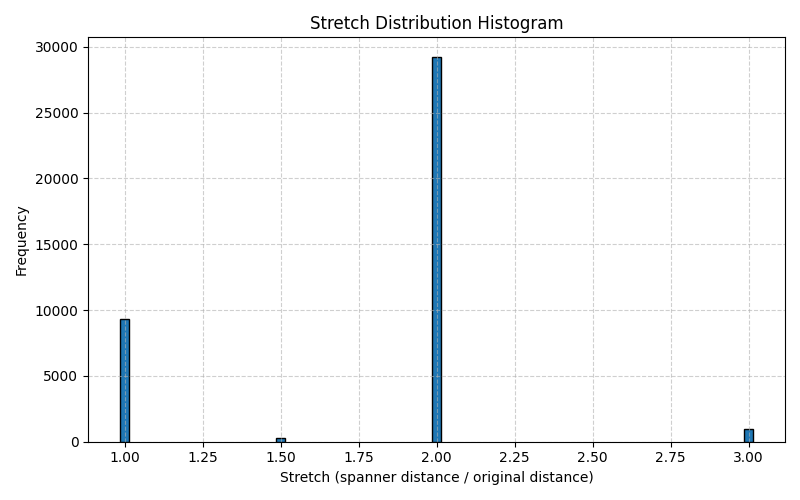 Stretch Distribution Histogram
Frequency
30000
25000
20000
15000
10000
5000
0
1.00 1.25 1.50 1.75 2.00 2.25 2.50 2.75 3.00
Stretch (spanner distance / original distance)